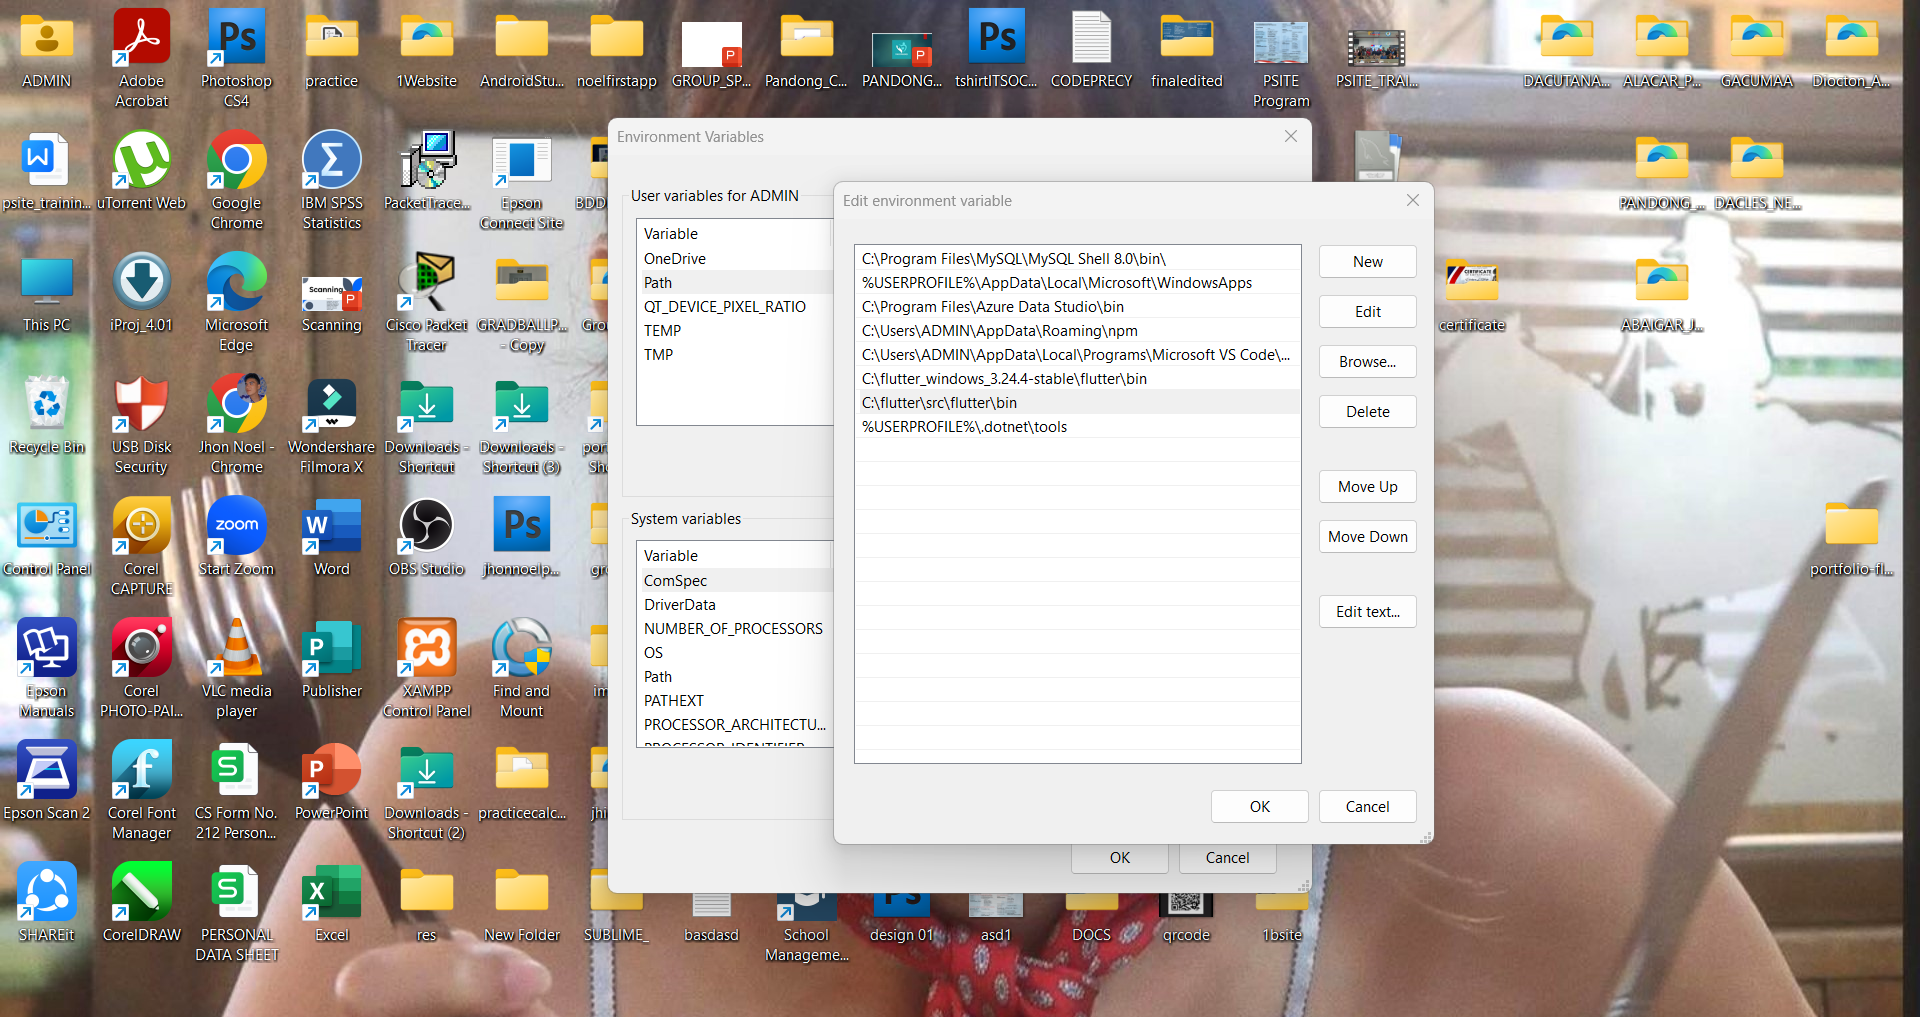 ADMIN
Adobe
Acrobat
Photoshop
CS4
practice
1Website
AndroidStu...
noelfirstapp
GROUP_SP...
Pandong_C...
PANDONG...
tshirtITSOC...
CODEPRECY
finaledited
PSITE
Program
PSITE_TRAI...
DACUTANA...
ALACAR_P...
GACUMAA
Diocton_A...
psite_trainin...
uTorrent Web
Google
Chrome
IBM SPSS
Statistics
PacketTrace...
Epson
Connect Site
BDD
PANDONG_...
DACLES_NE...
This PC
iProj_4.01
Microsoft
Edge
Scanning
Cisco Packet
Tracer
GRADBALLP...
- Copy
Gro
certificate
ABAIGAR_J...
Recycle Bin
USB Disk
Security
Jhon Noel -
Chrome
Wondershare
Filmora X
Downloads -
Shortcut
Downloads -
Shortcut (3)
por
Sho
Control Panel
Corel
CAPTURE
Start Zoom
Word
OBS Studio
jhonnoelp...
gr
portfolio-fl...
Epson
Manuals
Corel
PHOTO-PAI...
VLC media
player
Publisher
XAMPP
Control Panel
Find and
Mount
im
Epson Scan 2
Corel Font
Manager
CS Form No.
212 Person...
PowerPoint
Downloads -
Shortcut (2)
practicecalc...
jhi
SHAREit
CorelDRAW
PERSONAL
DATA SHEET
Excel
res
New Folder
SUBLIME_
basdasd
School
Manageme...
design 01
asd1
DOCS
qrcode
1bsite
Environment Variables
User variables for ADMIN
Variable
OneDrive
Path
QT_DEVICE_PIXEL_RATIO
TEMP
TMP
System variables
Variable
ComSpec
DriverData
NUMBER_OF_PROCESSORS
OS
Path
PATHEXT
PROCESSOR_ARCHITECTU...
PROCESSOR_IDENTIFIER
OK
Cancel
Edit environment variable
C:\Program Files\MySQL\MySQL Shell 8.0\bin\
%USERPROFILE%\AppData\Local\Microsoft\WindowsApps
C:\Program Files\Azure Data Studio\bin
C:\Users\ADMIN\AppData\Roaming\npm
C:\Users\ADMIN\AppData\Local\Programs\Microsoft VS Code\...
C:\flutter_windows_3.24.4-stable\flutter\bin
C:\flutter\src\flutter\bin
%USERPROFILE%\.dotnet\tools
New
Edit
Browse...
Delete
Move Up
Move Down
Edit text...
OK
Cancel